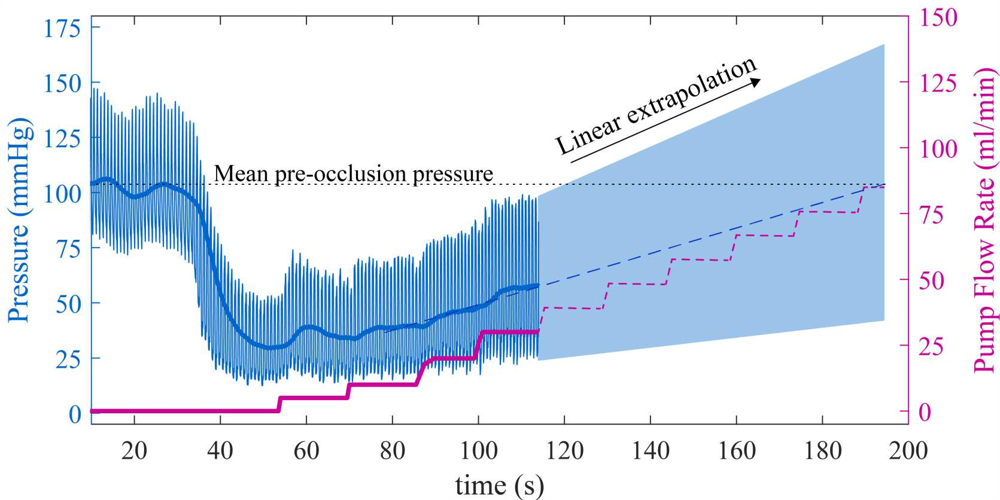 Pressure (mmHg)
175
150
125
100
75
50
25
0
Mean pre-occlusion pressure
Linear extrapolation
150
125
100
75
50
25
0
Pump Flow Rate (ml/min)
20 40 60 80 100 120 140 160 180 200
time (s)